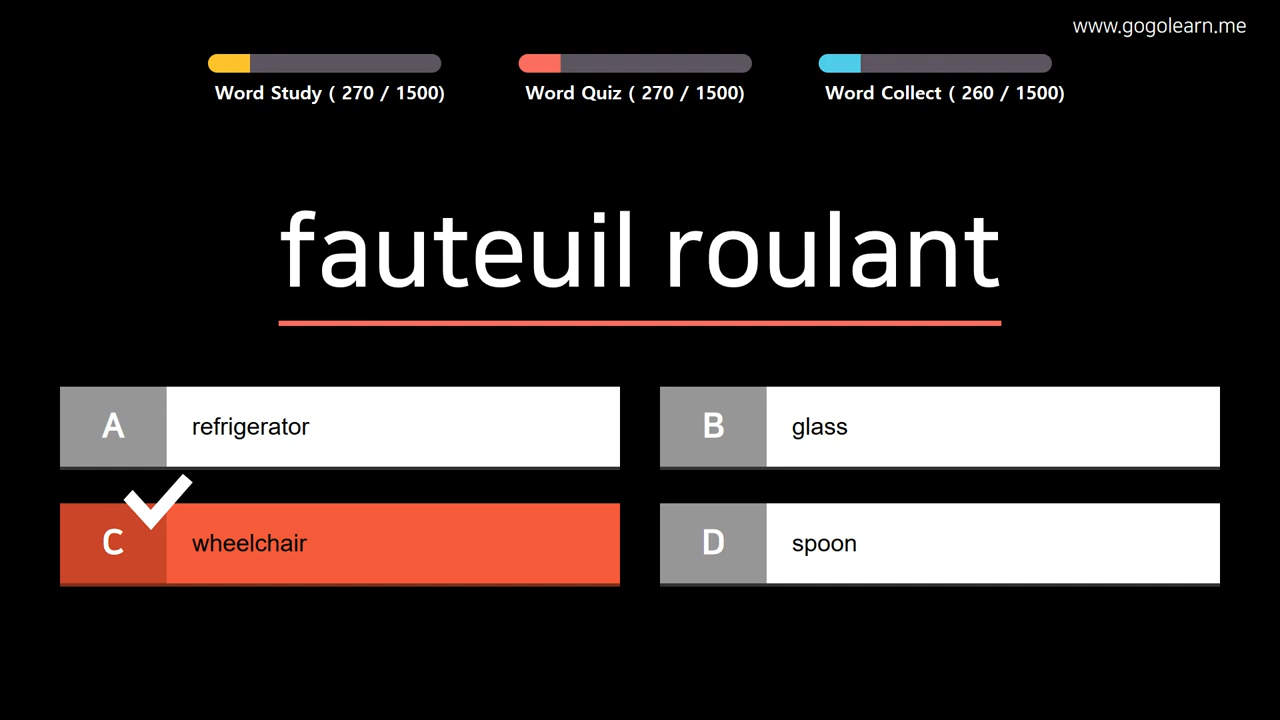 www.gogolearn.me
Word Study ( 270 / 1500)
Word Quiz ( 270 / 1500)
Word Collect ( 260 / 1500)
fauteuil roulant
A refrigerator
B glass
C wheelchair
D spoon